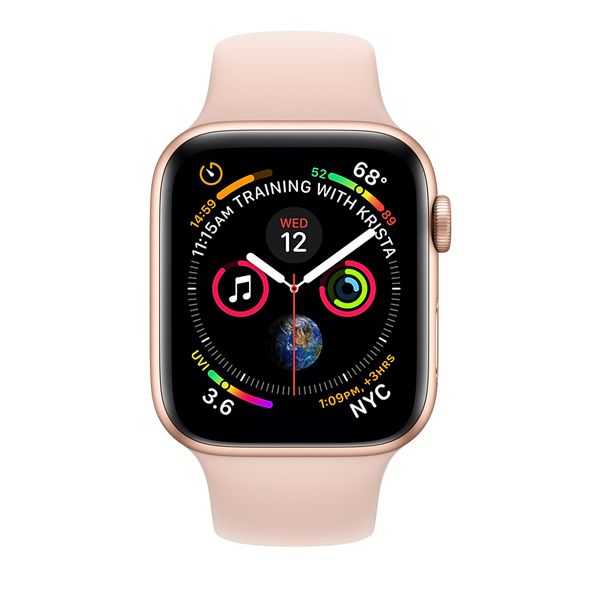 14:59
52 68° 89
11:15AM TRAINING WITH KRISTA
WED
12
UVI
3.6
1:09PM, +3HRS
NYC